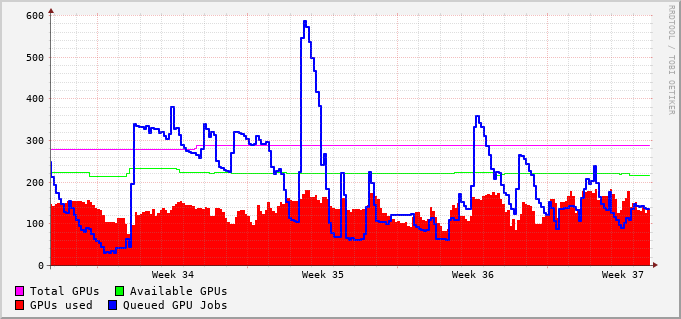 600
500
400
300
200
100
0
Week 34 Week 35 Week 36 Week 37
Total GPUs Available GPUs
GPUs used Queued GPU Jobs
RRDTOOL / TOBI OETIKER